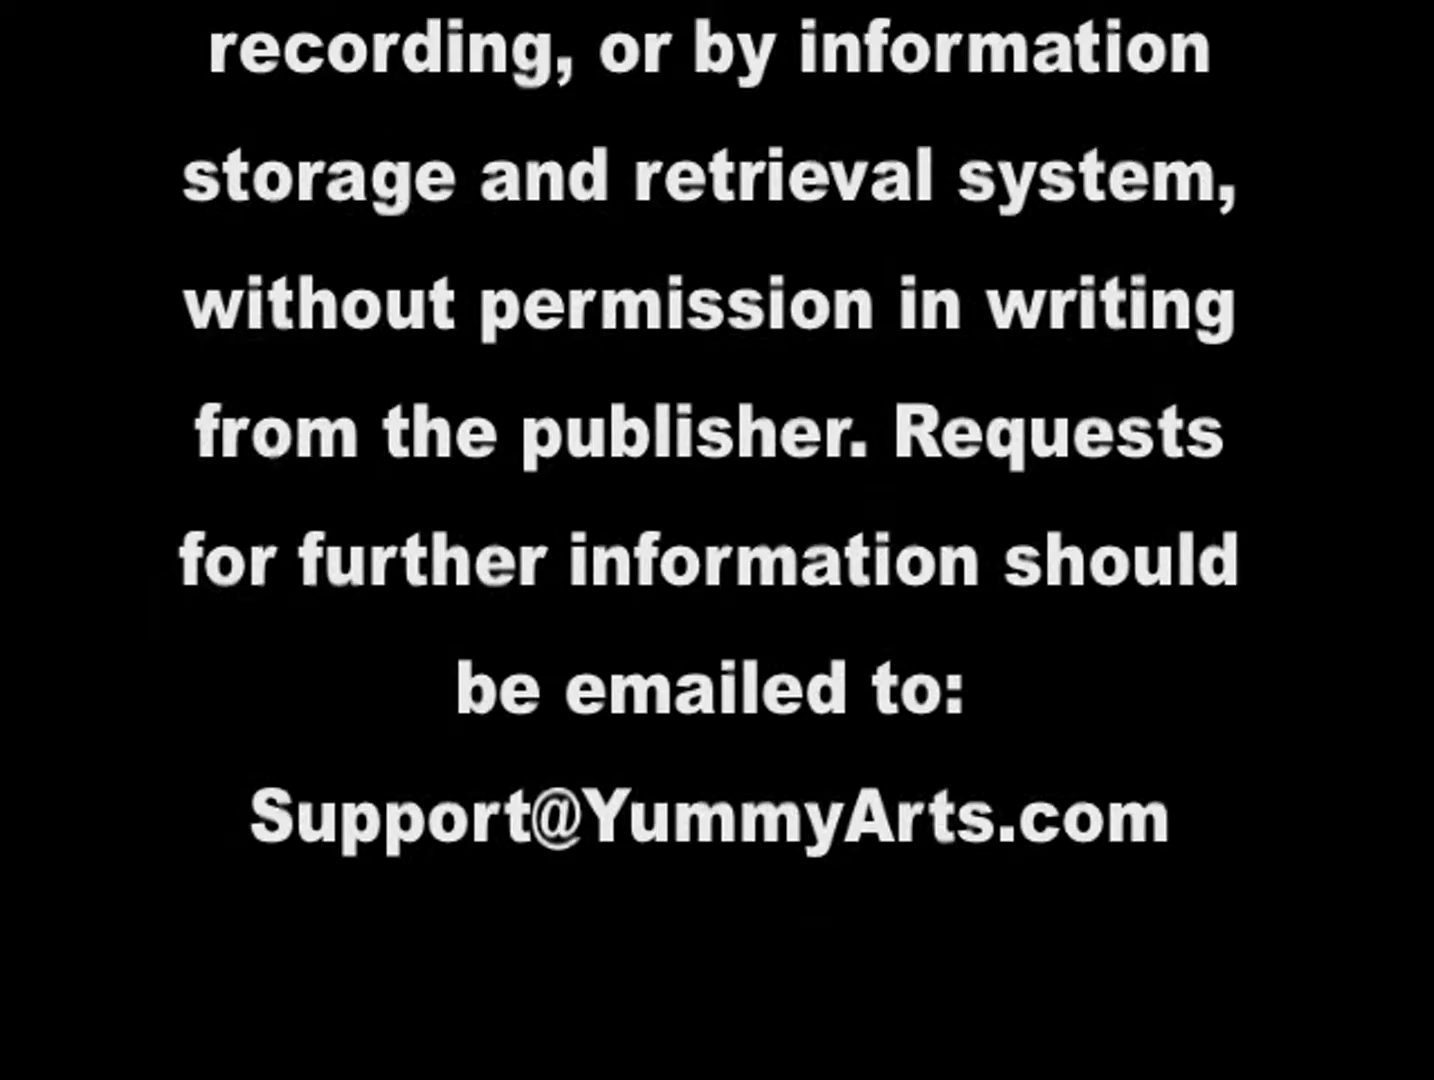 recording, or by information
storage and retrieval system,
without permission in writing
from the publisher. Requests
for further information should
be emailed to:
Support@YummyArts.com